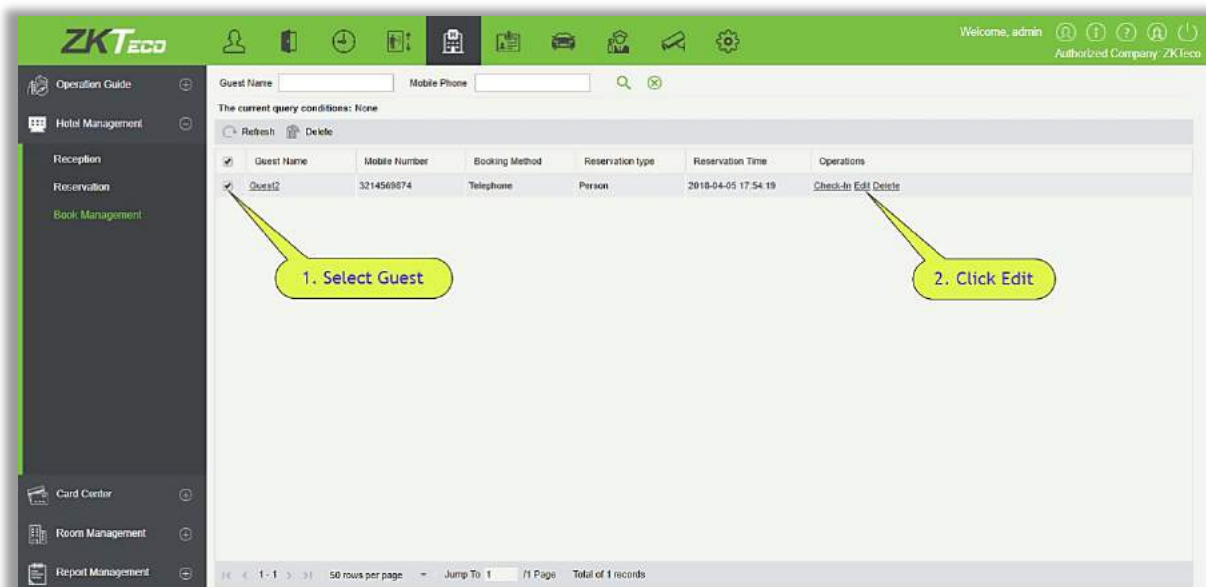 ZKTeco
Welcome, admin
Authorized Company: ZKTeco
Operation Guide
Hotel Management
Reception
Reservation
Book Management
Card Center
Room Management
Report Management
Guest Name Mobile Phone
The current query conditions: None
Refresh Delete
Guest Name Mobile Number Booking Method Reservation type Reservation Time Operations
Guest2 3214569874 Telephone Person 2018-04-05 17:54:19 Check-In Edit Delete
1. Select Guest 2. Click Edit
1-1 50 rows per page Jump To 1 /1 Page Total of 1 records